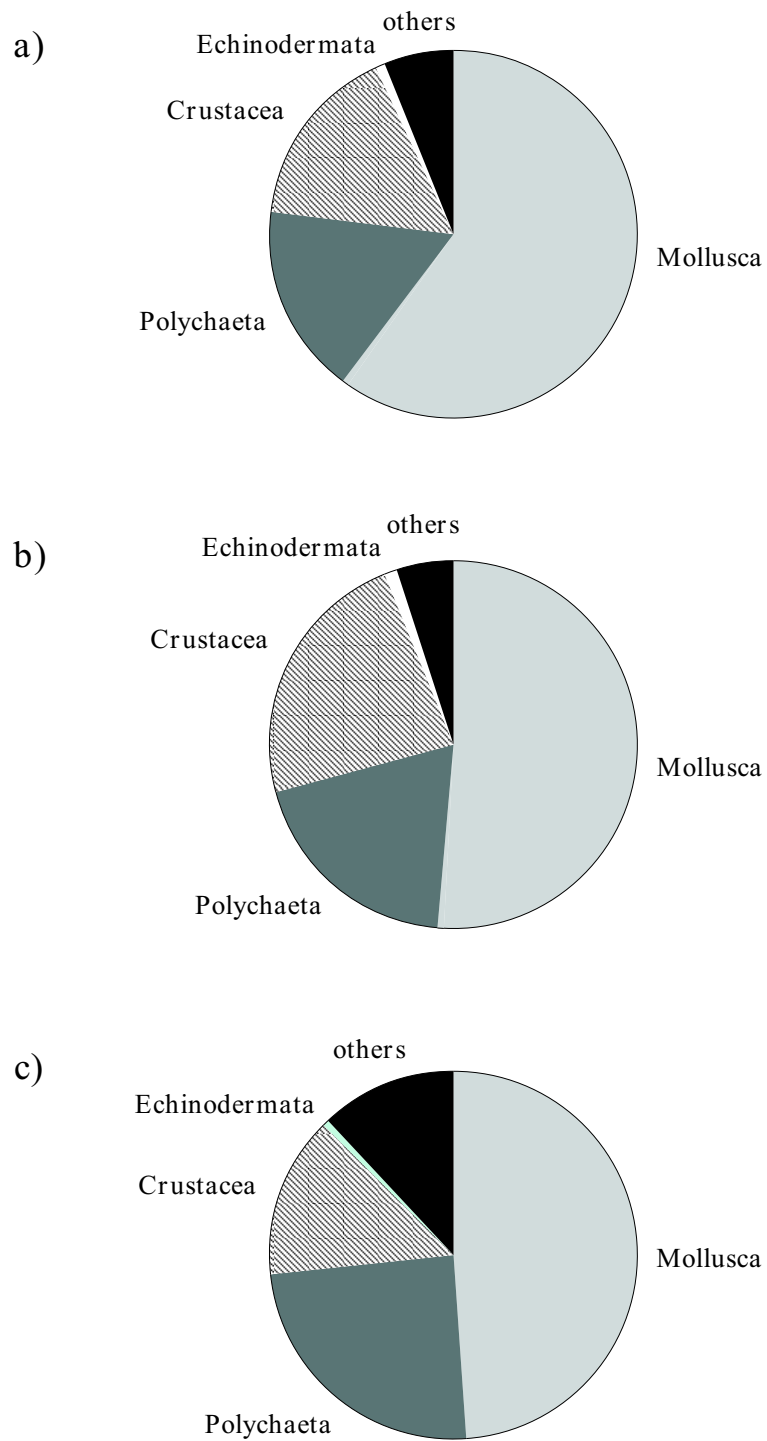 a)
others
Echinodermata
Crustacea
Mollusca
Polychaeta
b)
others
Echinodermata
Crustacea
Mollusca
Polychaeta
c)
others
Echinodermata
Crustacea
Mollusca
Polychaeta